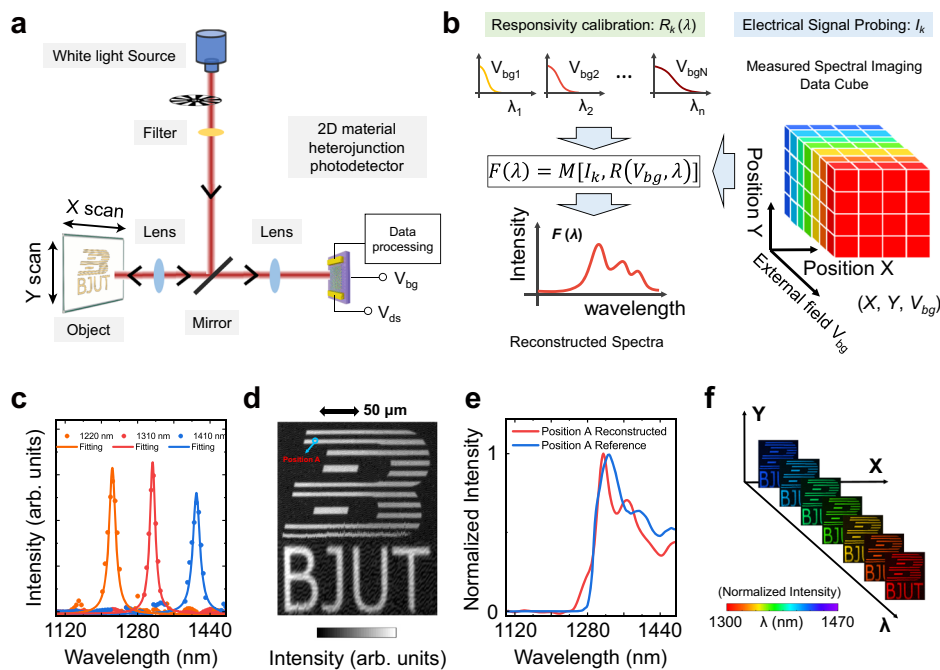 a
White light Source
Filter
2D material
heterojunction
photodetector
X scan
Y scan
Lens
Lens
Data
processing
V_bg
V_ds
BJUT
Object
Mirror
b
Responsivity calibration: R_k(λ)
Electrical Signal Probing: I_k
V_bg1
V_bg2
...
V_bgN
λ_1
λ_2
λ_n
Measured Spectral Imaging
Data Cube
F(λ) = M[I_k, R(V_bg, λ)]
Intensity
F(λ)
wavelength
Reconstructed Spectra
Position Y
Position X
External field V_bg
(X, Y, V_bg)
c
1220 nm
1310 nm
1410 nm
Fitting
Fitting
Fitting
Intensity (arb. units)
1120
1280
1440
Wavelength (nm)
d
50 μm
Position A
BJUT
Intensity (arb. units)
e
Position A Reconstructed
Position A Reference
Normalized Intensity
1
0
1120
1280
1440
Wavelength (nm)
f
Y
X
BJUT
(Normalized Intensity)
1300
λ (nm)
1470
λ